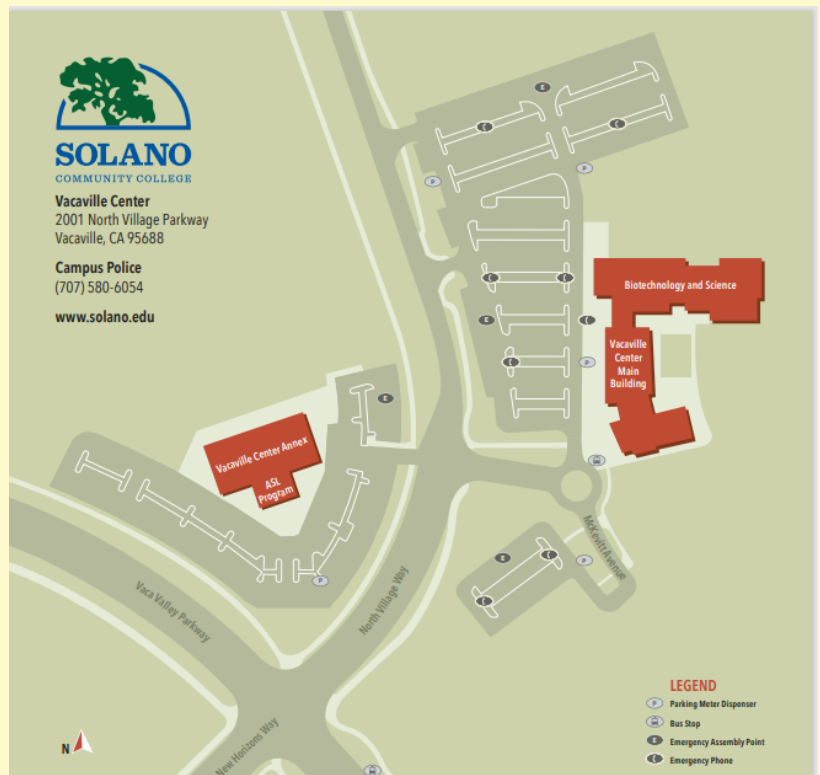 SOLANO
COMMUNITY COLLEGE
Vacaville Center
2001 North Village Parkway
Vacaville, CA 95688
Campus Police
(707) 580-6054
www.solano.edu
E
P
P
Biotechnology and Science
E
Vacaville
Center
Main
Building
P
E
Vacaville Center Annex
ASL
Program
McKevitt Avenue
E
P
P
Vaca Valley Parkway
North Village Way
New Horizons Way
N
LEGEND
P Parking Meter Dispenser
Bus Stop
E Emergency Assembly Point
Emergency Phone